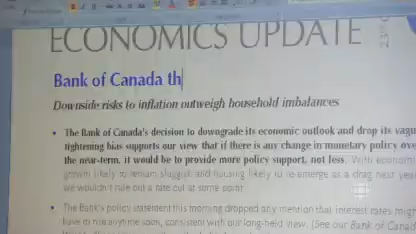 ECONOMICS UPDATE
Bank of Canada th
Downside risks to inflation outweigh household imbalances
• The Bank of Canada's decision to downgrade its economic outlook and drop its
tightening bias supports our view that if there is any change in monetary policy
the near-term, it would be to provide more policy support, not less. With
growth likely to remain sluggish and housing likely to re-emerge as a drag next
we wouldn't rule out a rate cut at some point
• The Bank's policy statement this morning dropped any mention that interest rates
have to rise anytime soon, consistent with our long-held view. (See our Bank of